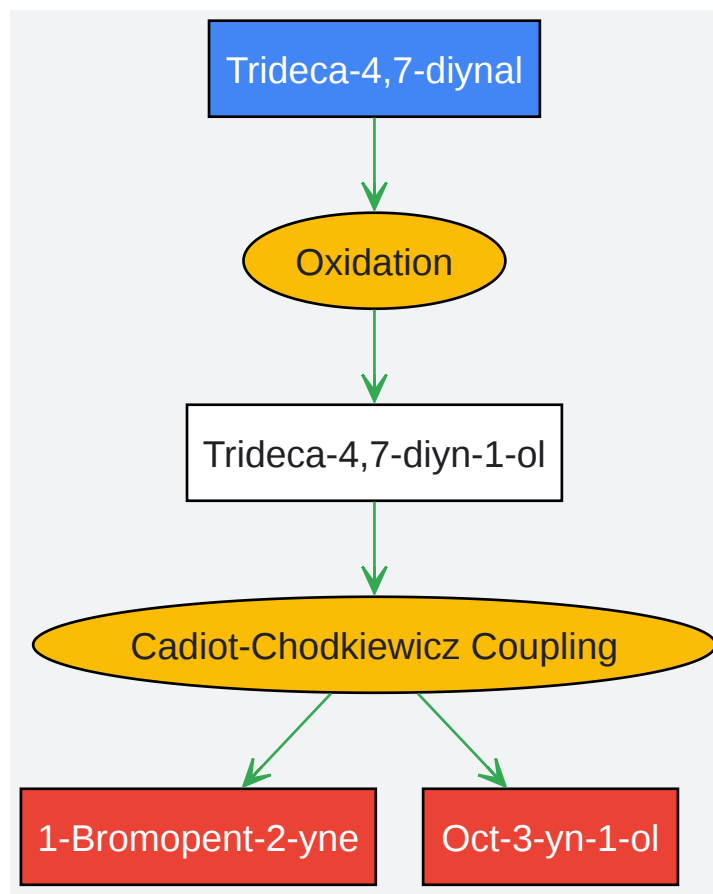 Trideca-4,7-diynal
Oxidation
Trideca-4,7-diyn-1-ol
Cadiot-Chodkiewicz Coupling
1-Bromopent-2-yne
Oct-3-yn-1-ol